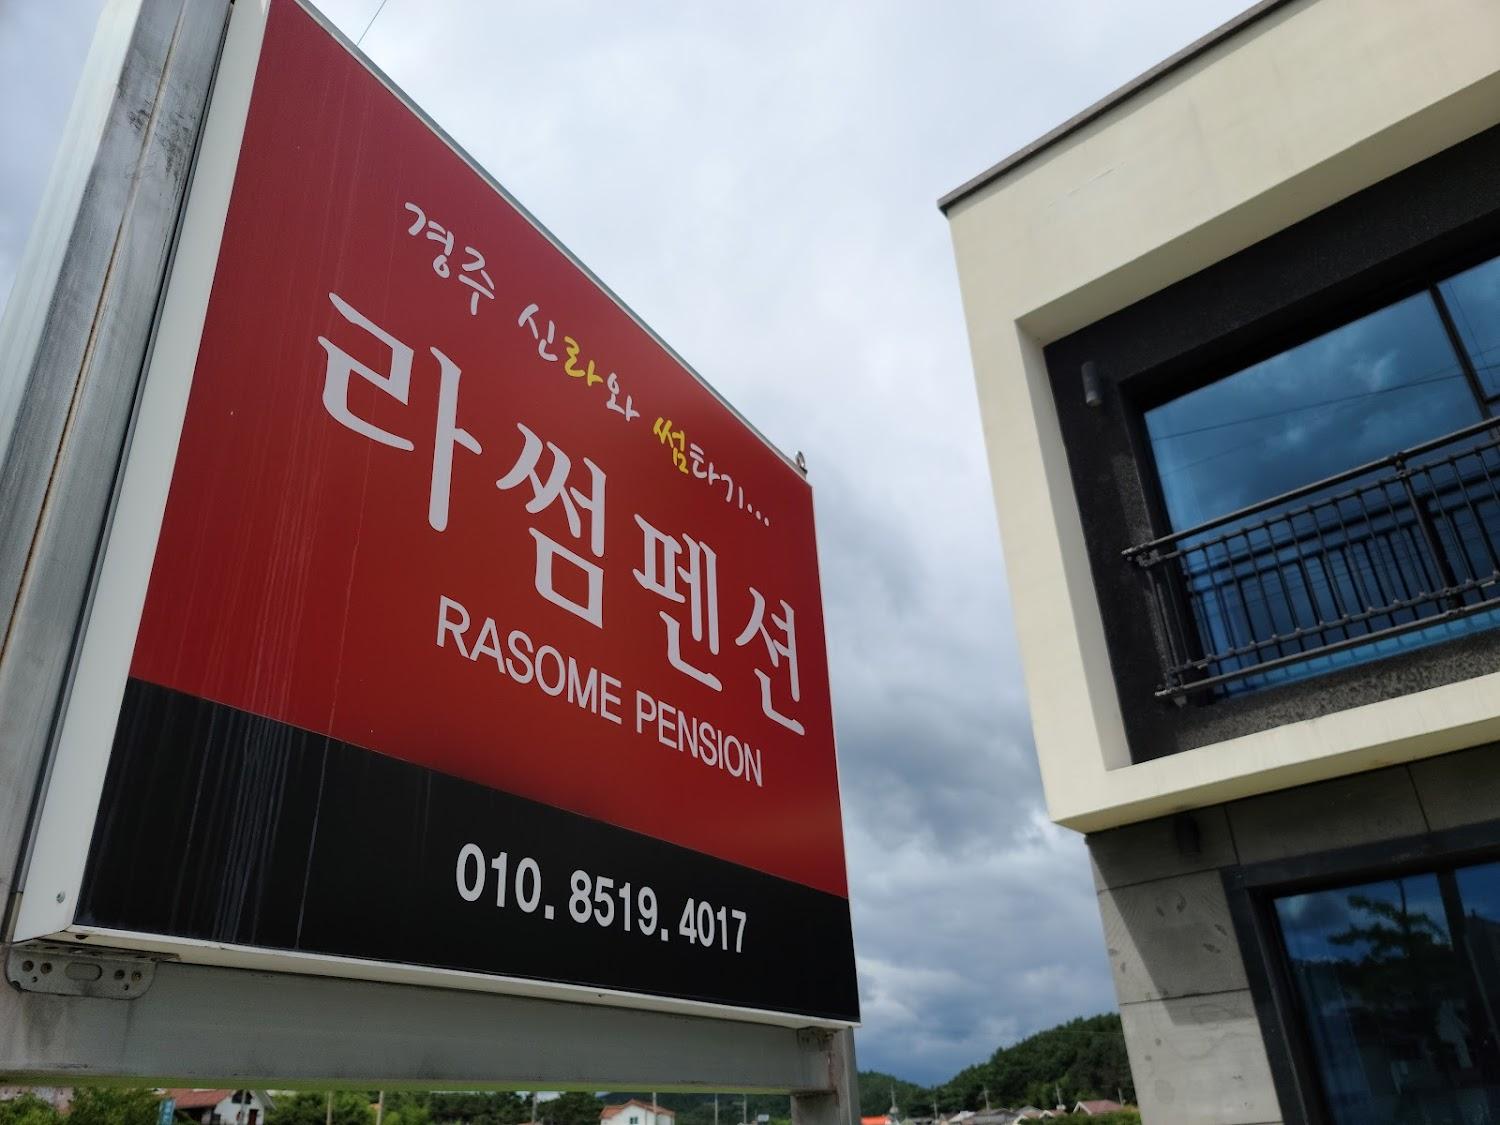 경주 신라와 썸타기...
라썸펜션
RASOME PENSION
010. 8519. 4017